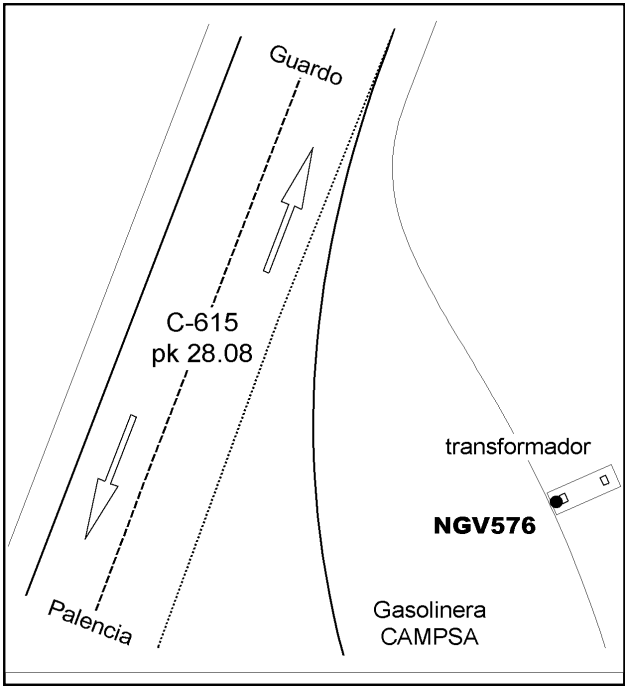 Guardo
C-615
pk 28.08
transformador
NGV576
Palencia
Gasolinera
CAMPSA